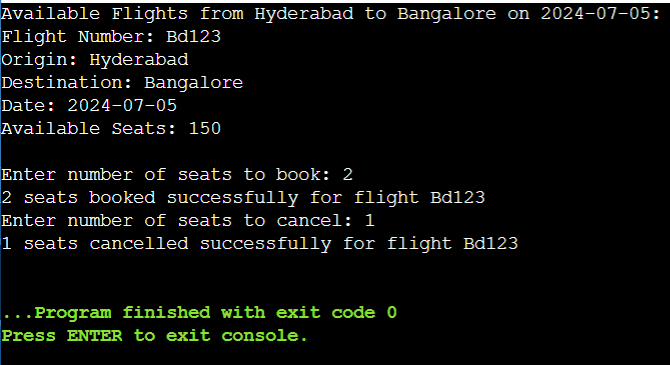 Available Flights from Hyderabad to Bangalore on 2024-07-05:
Flight Number: Bd123
Origin: Hyderabad
Destination: Bangalore
Date: 2024-07-05
Available Seats: 150
Enter number of seats to book: 2
2 seats booked successfully for flight Bd123
Enter number of seats to cancel: 1
1 seats cancelled successfully for flight Bd123
...Program finished with exit code 0
Press ENTER to exit console.